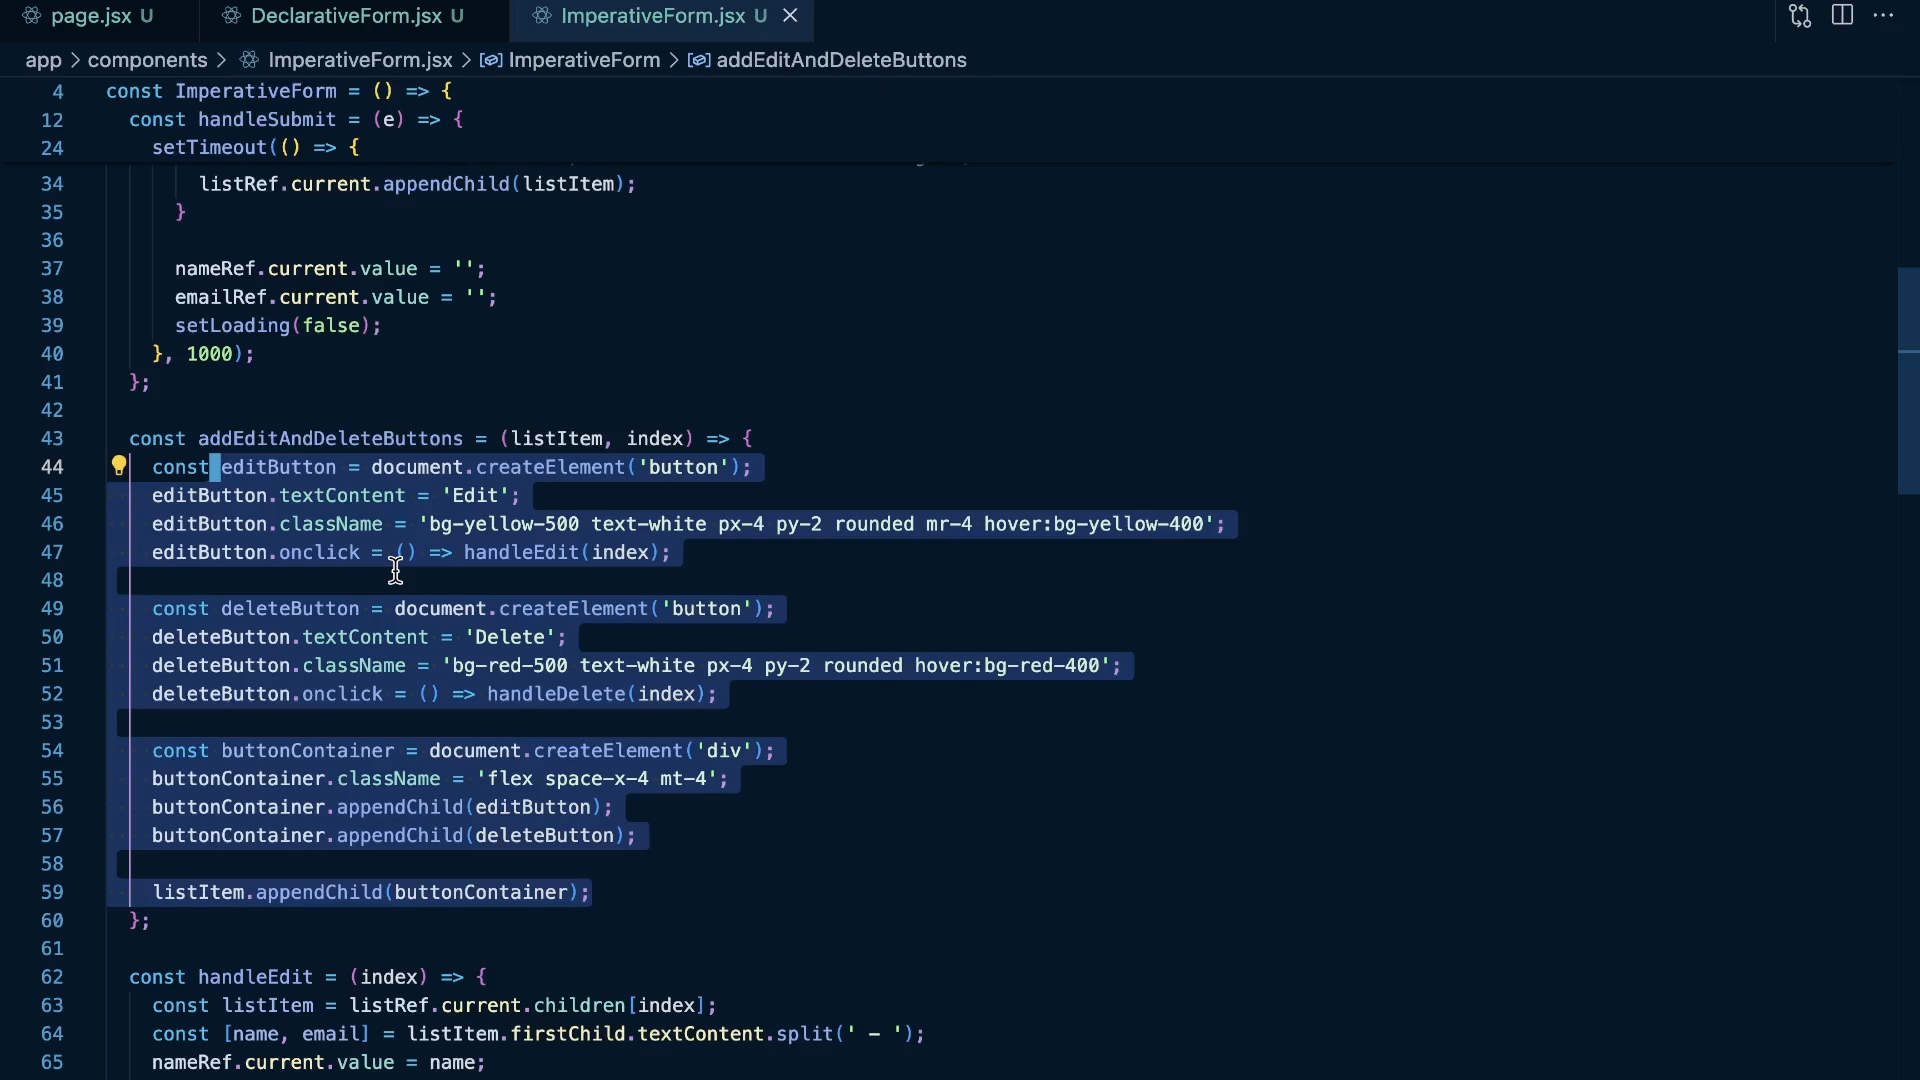 page.jsx U
DeclarativeForm.jsx U
ImperativeForm.jsx U
app > components > ImperativeForm.jsx > ImperativeForm > addEditAndDeleteButtons
4 const ImperativeForm = () => {
12 const handleSubmit = (e) => {
24 setTimeout(() => {
34 listRef.current.appendChild(listItem);
35 }
36
37 nameRef.current.value = '';
38 emailRef.current.value = '';
39 setLoading(false);
40 }, 1000);
41 };
42
43 const addEditAndDeleteButtons = (listItem, index) => {
44 const editButton = document.createElement('button');
45 editButton.textContent = 'Edit';
46 editButton.className = 'bg-yellow-500 text-white px-4 py-2 rounded mr-4 hover:bg-yellow-400';
47 editButton.onclick = () => handleEdit(index);
48
49 const deleteButton = document.createElement('button');
50 deleteButton.textContent = 'Delete';
51 deleteButton.className = 'bg-red-500 text-white px-4 py-2 rounded hover:bg-red-400';
52 deleteButton.onclick = () => handleDelete(index);
53
54 const buttonContainer = document.createElement('div');
55 buttonContainer.className = 'flex space-x-4 mt-4';
56 buttonContainer.appendChild(editButton);
57 buttonContainer.appendChild(deleteButton);
58
59 listItem.appendChild(buttonContainer);
60 };
61
62 const handleEdit = (index) => {
63 const listItem = listRef.current.children[index];
64 const [name, email] = listItem.firstChild.textContent.split(' - ');
65 nameRef.current.value = name;